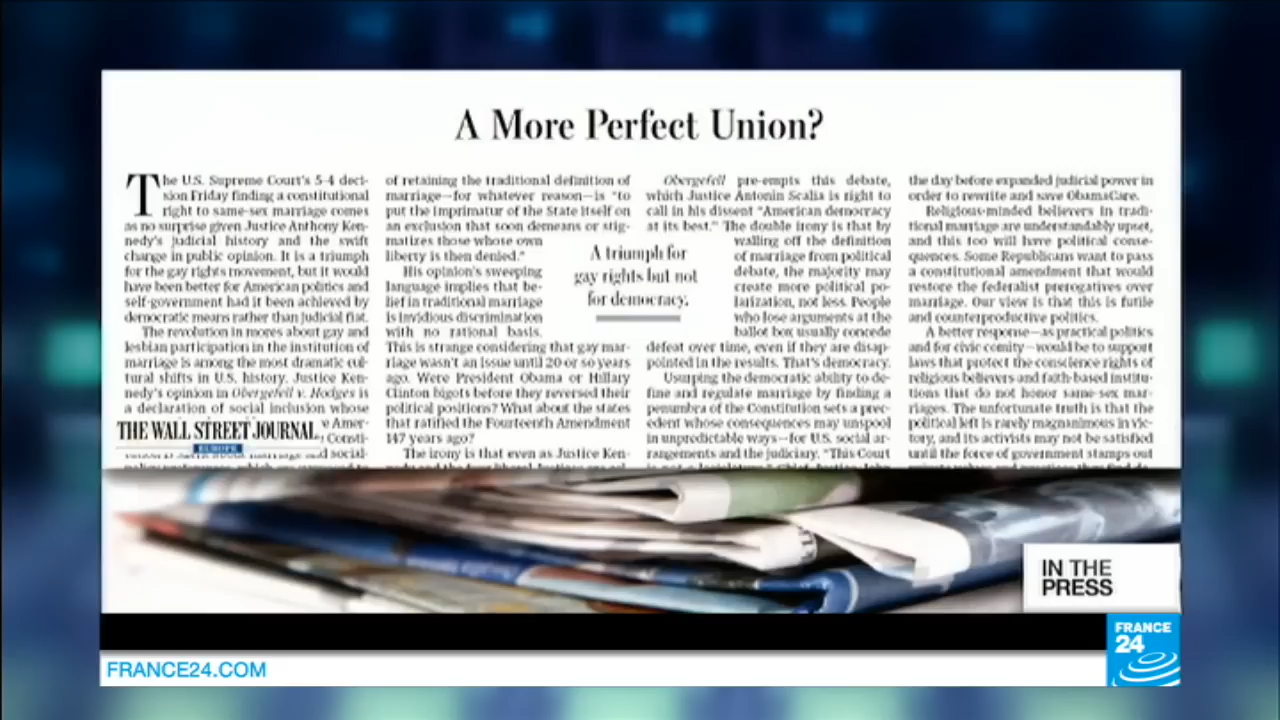 A More Perfect Union?
The U.S. Supreme Court's 5-4 deci-
sion Friday finding a constitutional
right to same-sex marriage comes
as no surprise given Justice Anthony Ken-
nedy's judicial history and the swift
change in public opinion. It is a triumph
for the gay rights movement, but it would
have been better for American politics and
self-government had it been achieved by
democratic means rather than judicial fiat.
The revolution in mores about gay and
lesbian participation in the institution of
marriage is among the most dramatic cul-
tural shifts in U.S. history. Justice Ken-
nedy's opinion in Obergefell v. Hodges is
a declaration of social inclusion whose
Amer-
Consti-
social-
of retaining the traditional definition of
marriage—for whatever reason—is "to
put the imprimatur of the State itself on
an exclusion that soon demeans or stig-
matizes those whose own
liberty is then denied."
His opinion's sweeping
language implies that be-
lief in traditional marriage
is invidious discrimination
with no rational basis.
This is strange considering that gay mar-
riage wasn't an issue until 20 or so years
ago. Were President Obama or Hillary
Clinton bigots before they reversed their
political positions? What about the states
that ratified the Fourteenth Amendment
147 years ago?
The irony is that even as Justice Ken-
A triumph for
gay rights but not
for democracy.
Obergefell pre-empts this debate,
which Justice Antonin Scalia is right to
call in his dissent "American democracy
at its best." The double irony is that by
walling off the definition
of marriage from political
debate, the majority may
create more political po-
larization, not less. People
who lose arguments at the
ballot box usually concede
defeat over time, even if they are disap-
pointed in the results. That's democracy.
Usurping the democratic ability to de-
fine and regulate marriage by finding a
penumbra of the Constitution sets a prec-
edent whose consequences may unspool
in unpredictable ways—for U.S. social ar-
rangements and the judiciary. "This Court
the day before expanded judicial power in
order to rewrite and save ObamaCare.
Religious-minded believers in tradi-
tional marriage are understandably upset,
and this too will have political conse-
quences. Some Republicans want to pass
a constitutional amendment that would
restore the federalist prerogatives over
marriage. Our view is that this is futile
and counterproductive politics.
A better response—as practical politics
and for civic comity—would be to support
laws that protect the conscience rights of
religious believers and faith-based institu-
tions that do not honor same-sex mar-
riages. The unfortunate truth is that the
political left is rarely magnanimous in vic-
tory, and its activists may not be satisfied
until the force of government stamps out
THE WALL STREET JOURNAL.
EUROPE
IN THE
PRESS
FRANCE
24
FRANCE24.COM